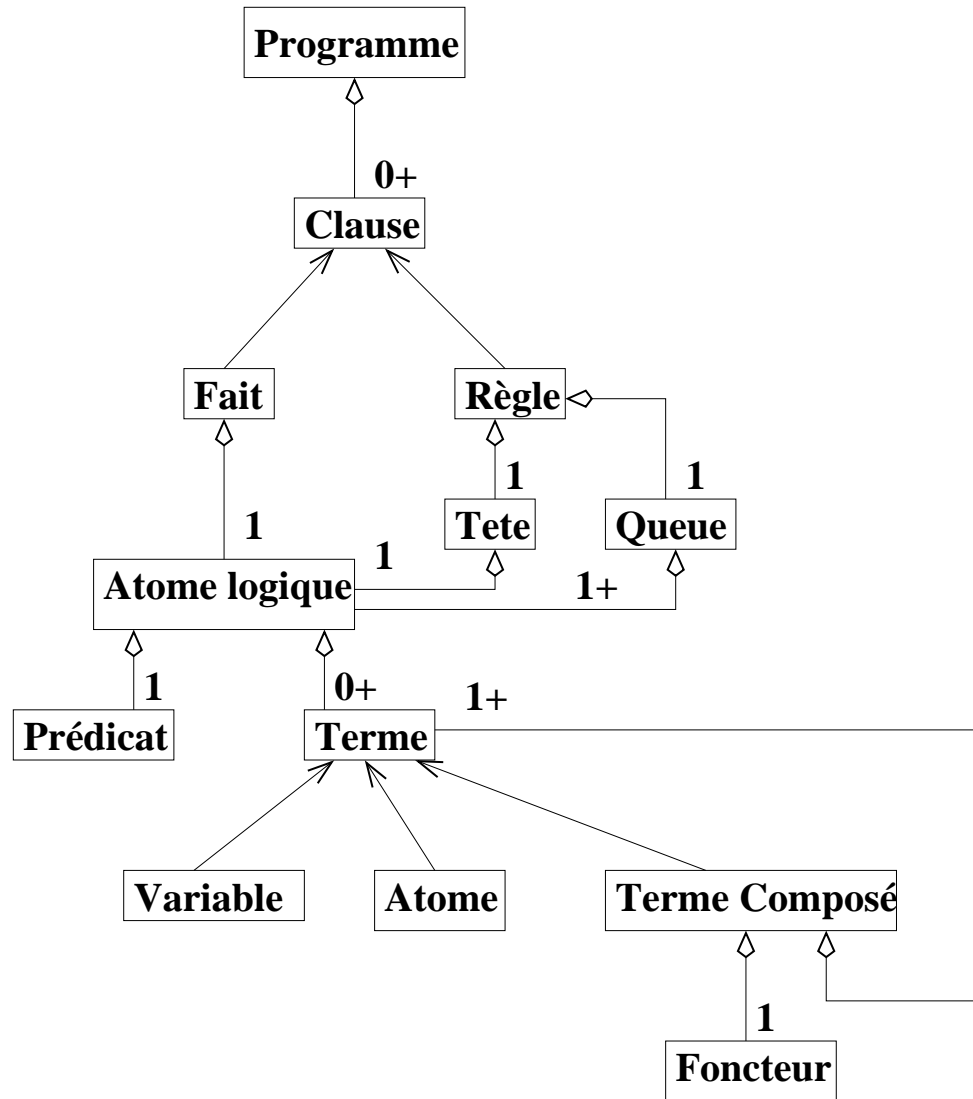 Programme
0+
Clause
Fait
Règle
1
1
Tete
Queue
1
1
1+
Atome logique
1
0+
1+
Prédicat
Terme
Variable
Atome
Terme Composé
1
Foncteur